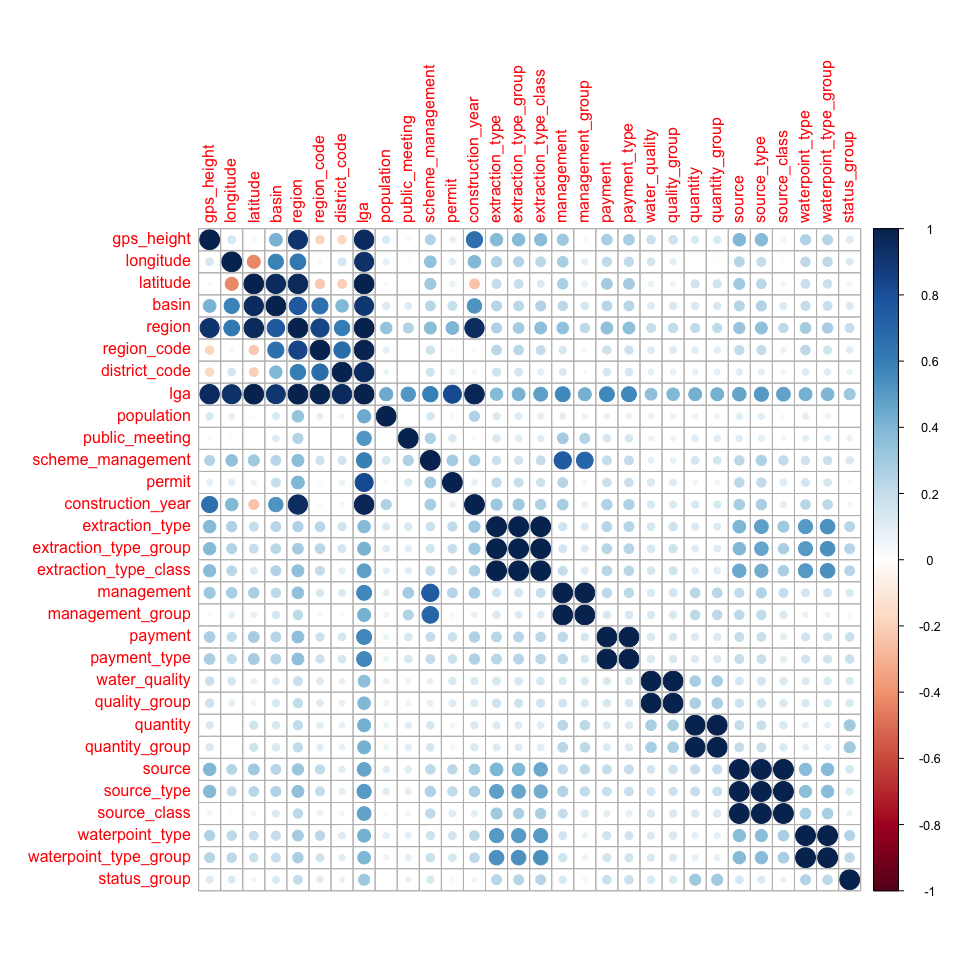 gps_height
longitude
latitude
basin
region
region_code
district_code
lga
population
public_meeting
scheme_management
permit
construction_year
extraction_type
extraction_type_group
extraction_type_class
management
management_group
payment
payment_type
water_quality
quality_group
quantity
quantity_group
source
source_type
source_class
waterpoint_type
waterpoint_type_group
status_group
gps_height
longitude
latitude
basin
region
region_code
district_code
lga
population
public_meeting
scheme_management
permit
construction_year
extraction_type
extraction_type_group
extraction_type_class
management
management_group
payment
payment_type
water_quality
quality_group
quantity
quantity_group
source
source_type
source_class
waterpoint_type
waterpoint_type_group
status_group
1
0.8
0.6
0.4
0.2
0
-0.2
-0.4
-0.6
-0.8
-1